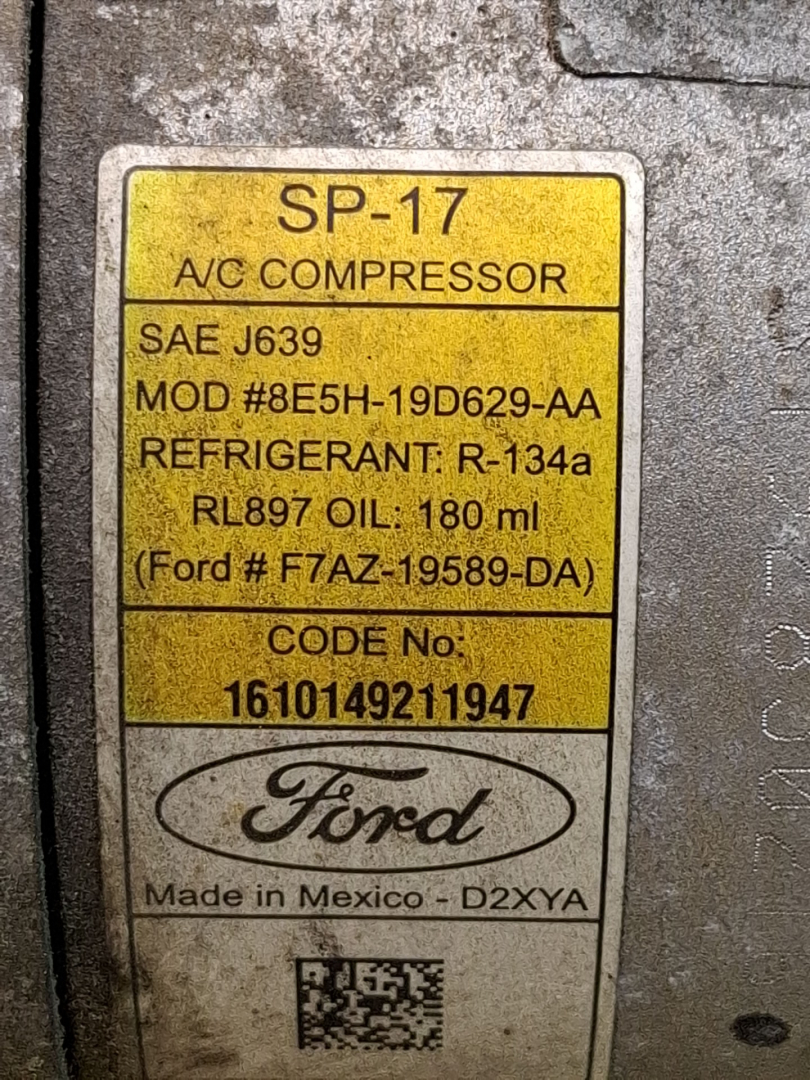 SP-17
A/C COMPRESSOR
SAE J639
MOD #8E5H-19D629-AA
REFRIGERANT: R-134a
RL897 OIL: 180 ml
(Ford # F7AZ-19589-DA)
CODE No:
1610149211947
Ford
Made in Mexico - D2XYA